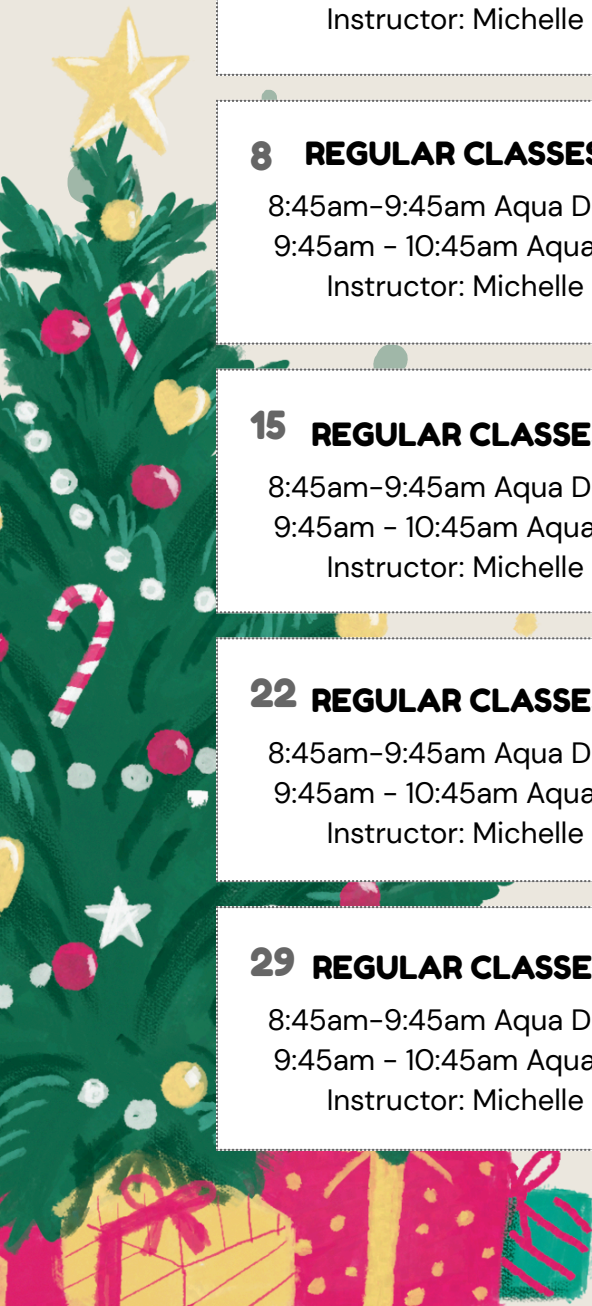 Instructor: Michelle
8 REGULAR CLASSES
8:45am-9:45am Aqua D
9:45am - 10:45am Aqua
Instructor: Michelle
15 REGULAR CLASSE
8:45am-9:45am Aqua D
9:45am - 10:45am Aqua
Instructor: Michelle
22 REGULAR CLASSE
8:45am-9:45am Aqua D
9:45am - 10:45am Aqua
Instructor: Michelle
29 REGULAR CLASSE
8:45am-9:45am Aqua D
9:45am - 10:45am Aqua
Instructor: Michelle